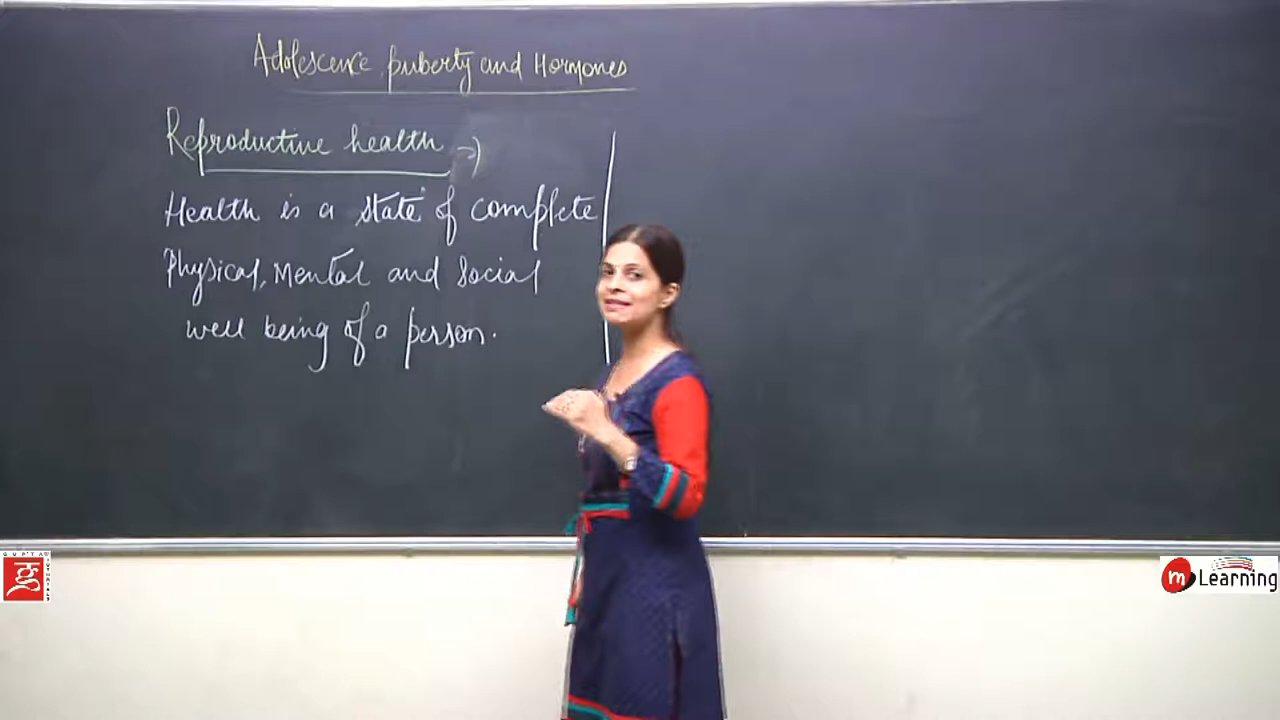 Adolescence, puberty and Hormones
Reproductive health →
Health is a state of complete
Physical, Mental and Social
well being of a person.
GUPTA
m Learning